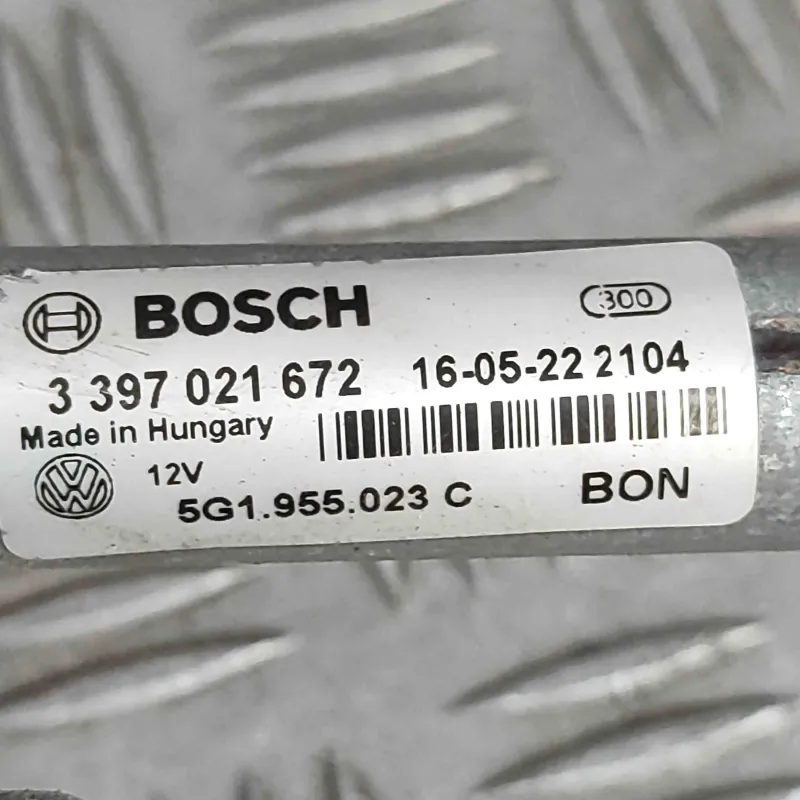 BOSCH 300
3 397 021 672 16-05-22 2104
Made in Hungary
12V
5G1.955.023 C BON